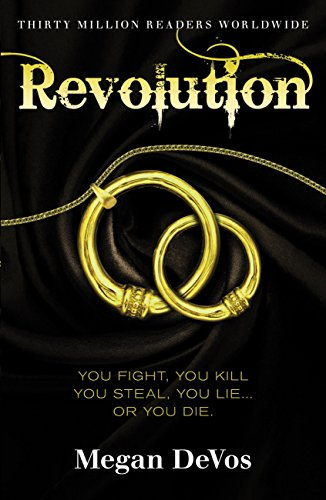 THIRTY MILLION READERS WORLDWIDE
Revolution
YOU FIGHT, YOU KILL
YOU STEAL, YOU LIE...
OR YOU DIE.
Megan DeVos